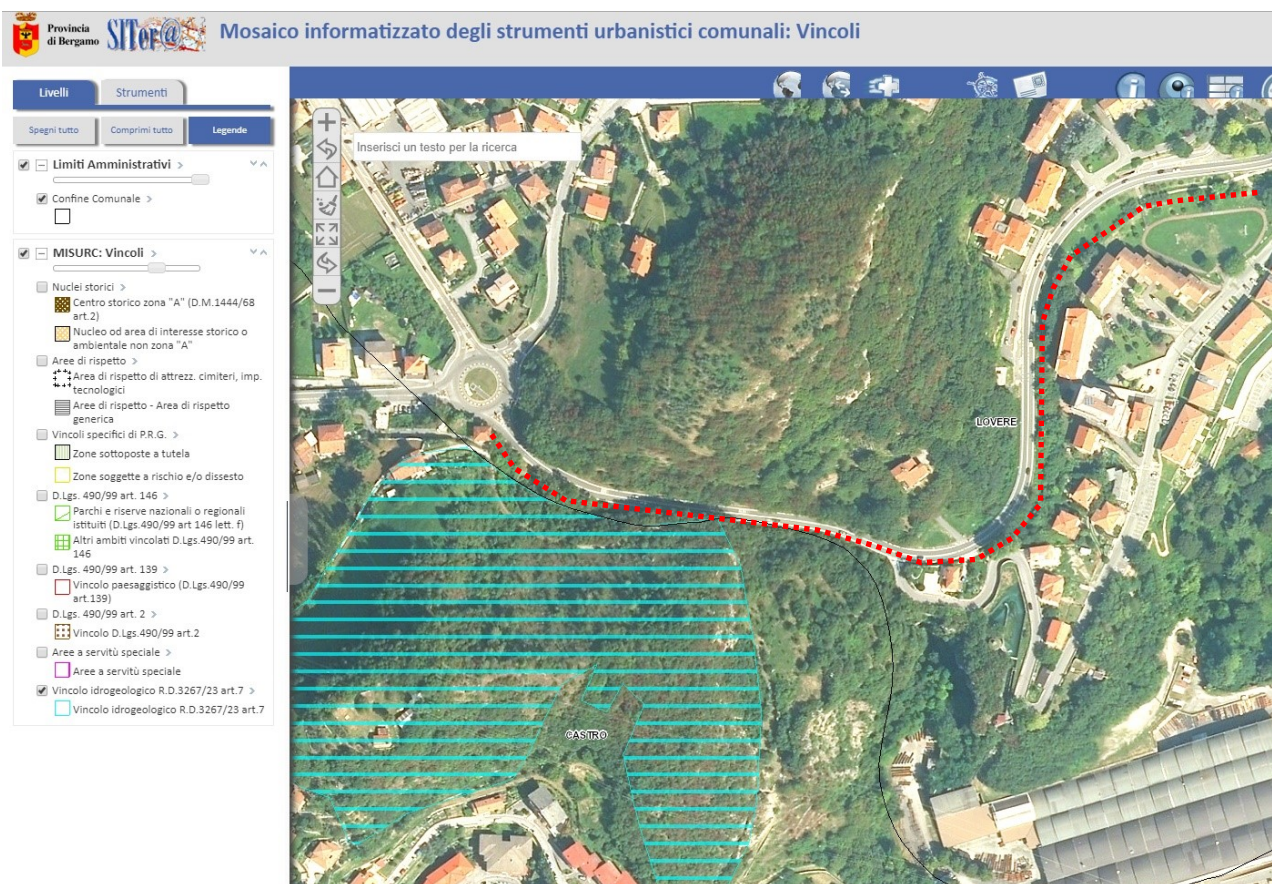 Provincia
di Bergamo
SITer@
Mosaico informatizzato degli strumenti urbanistici comunali: Vincoli
Livelli
Strumenti
Spegni tutto
Comprimi tutto
Legende
Limiti Amministrativi >
Confine Comunale >
MISURC: Vincoli >
Nuclei storici >
Centro storico zona "A" (D.M.1444/68
art.2)
Nucleo od area di interesse storico o
ambientale non zona "A"
Aree di rispetto >
Area di rispetto di attrezz. cimiteri, imp.
tecnologici
Aree di rispetto - Area di rispetto
generica
Vincoli specifici di P.R.G. >
Zone sottoposte a tutela
Zone soggette a rischio e/o dissesto
D.Lgs. 490/99 art. 146 >
Parchi e riserve nazionali o regionali
istituiti (D.Lgs.490/99 art 146 lett. f)
Altri ambiti vincolati D.Lgs.490/99 art.
146
D.Lgs. 490/99 art. 139 >
Vincolo paesaggistico (D.Lgs.490/99
art.139)
D.Lgs. 490/99 art. 2 >
Vincolo D.Lgs.490/99 art.2
Aree a servitù speciale >
Aree a servitù speciale
Vincolo idrogeologico R.D.3267/23 art.7 >
Vincolo idrogeologico R.D.3267/23 art.7
Inserisci un testo per la ricerca
LOVERE
CASTRO